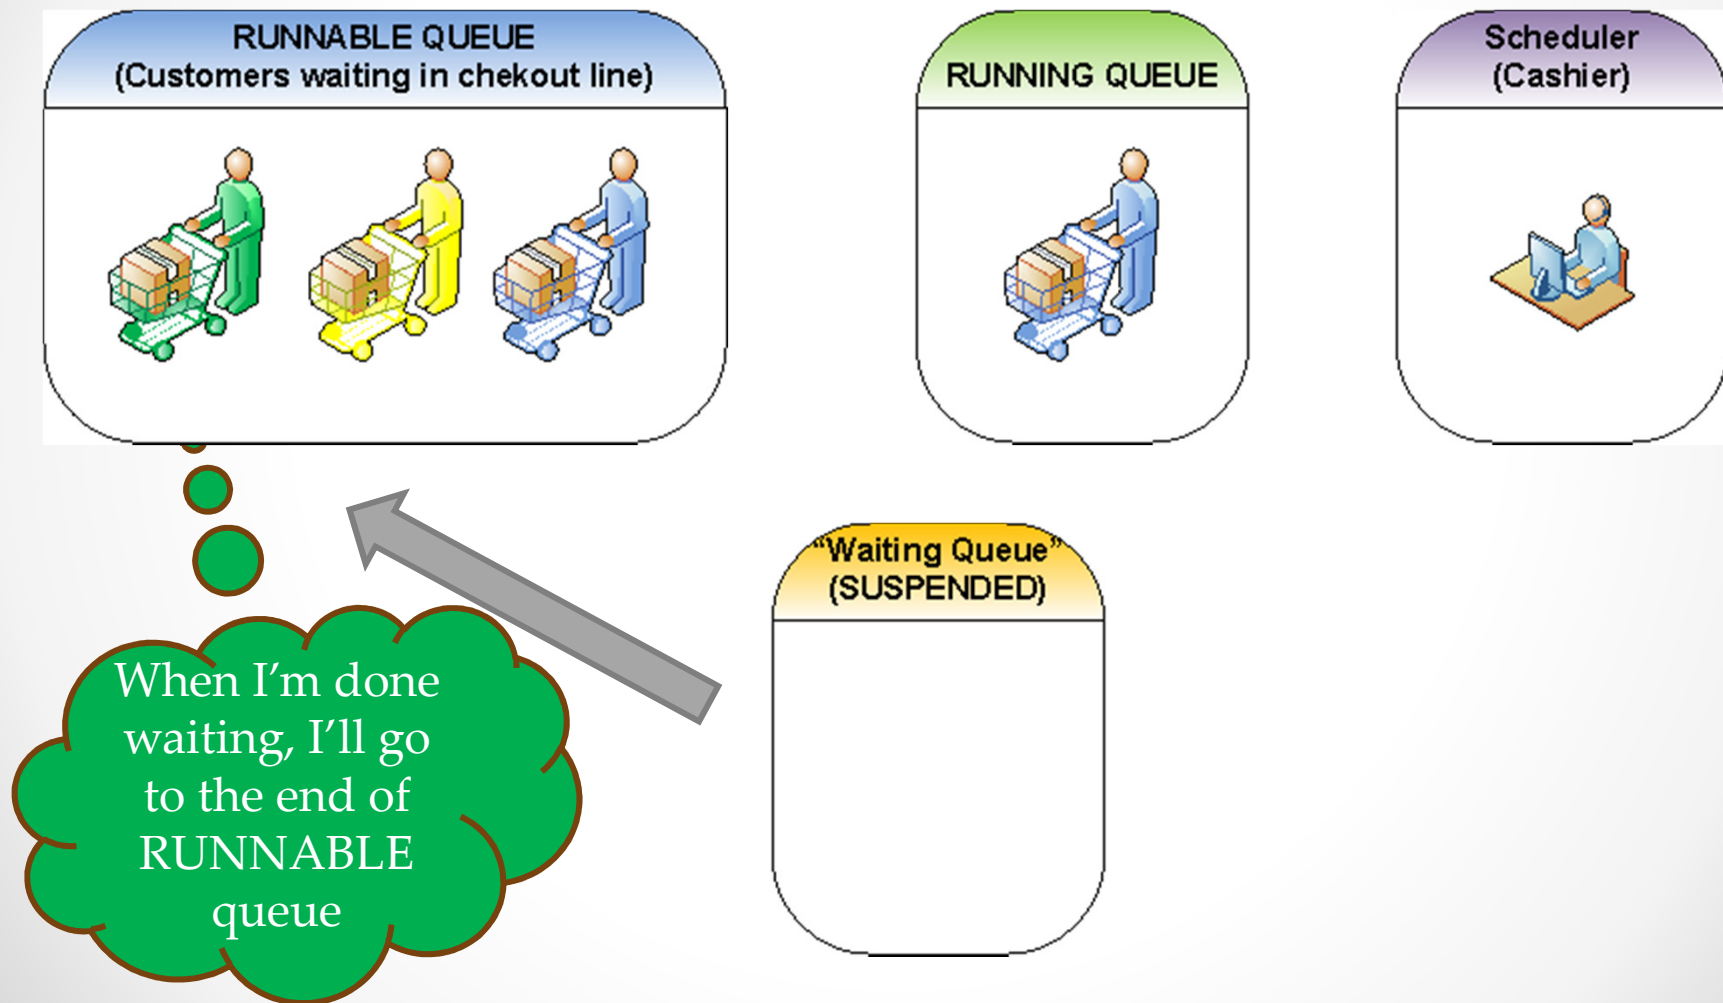 RUNNABLE QUEUE
(Customers waiting in chekout line)
RUNNING QUEUE
Scheduler
(Cashier)
“Waiting Queue”
(SUSPENDED)
When I’m done
waiting, I’ll go
to the end of
RUNNABLE
queue